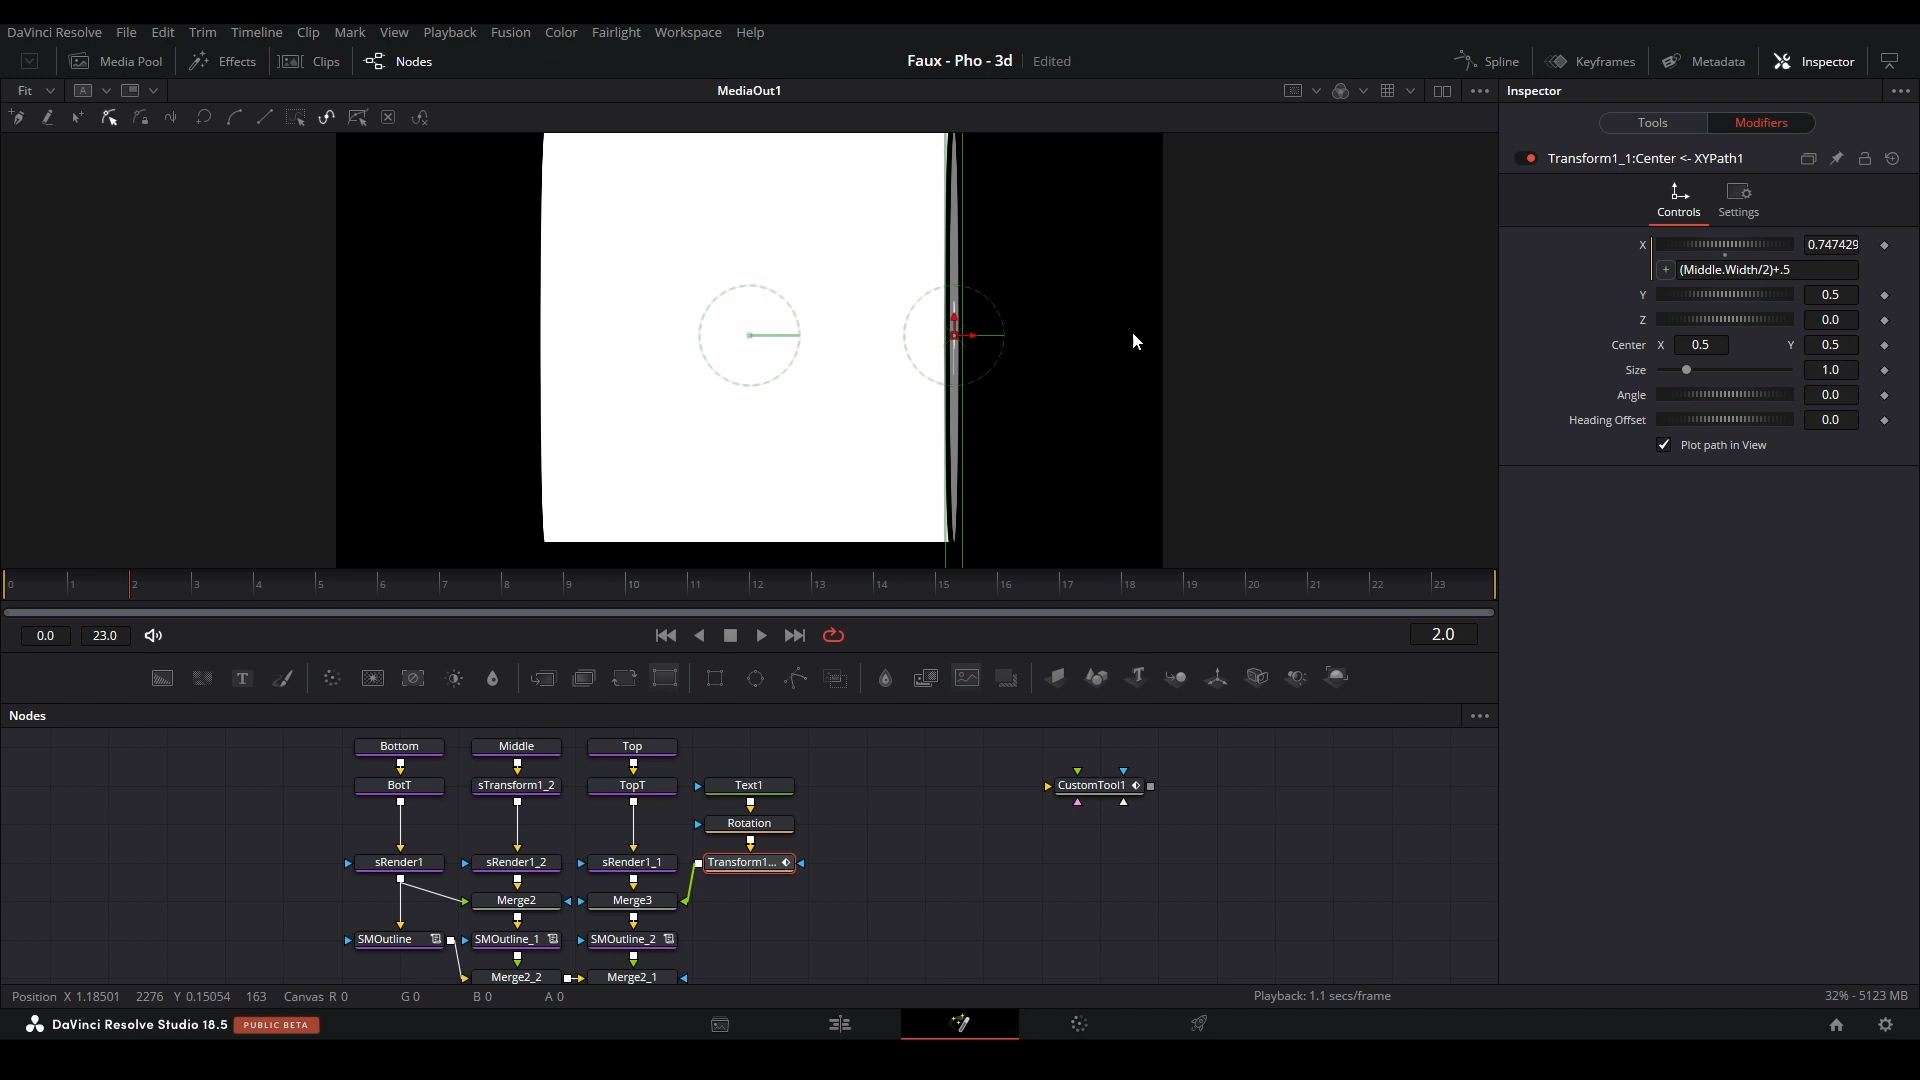 DaVinci Resolve File Edit Trim Timeline Clip Mark View Playback Fusion Color Fairlight Workspace Help
Media Pool Effects Clips Nodes Faux - Pho - 3d Edited Spline Keyframes Metadata Inspector
Fit A MediaOut1 Inspector
Tools Modifiers
Transform1_1:Center <- XYPath1
Controls Settings
X 0.747429
+ (Middle.Width/2)+.5
Y 0.5
Z 0.0
Center X 0.5 Y 0.5
Size 1.0
Angle 0.0
Heading Offset 0.0
Plot path in View
0 1 2 3 4 5 6 7 8 9 10 11 12 13 14 15 16 17 18 19 20 21 22 23
0.0 23.0 2.0
Nodes
Bottom Middle Top
BotT sTransform1_2 TopT Text1 CustomTool1
Rotation
sRender1 sRender1_2 sRender1_1 Transform1...
Merge2 Merge3
SMOutline SMOutline_1 SMOutline_2
Merge2_2 Merge2_1
Position X 1.18501 2276 Y 0.15054 163 Canvas R 0 G 0 B 0 A 0 Playback: 1.1 secs/frame 32% - 5123 MB
DaVinci Resolve Studio 18.5 PUBLIC BETA